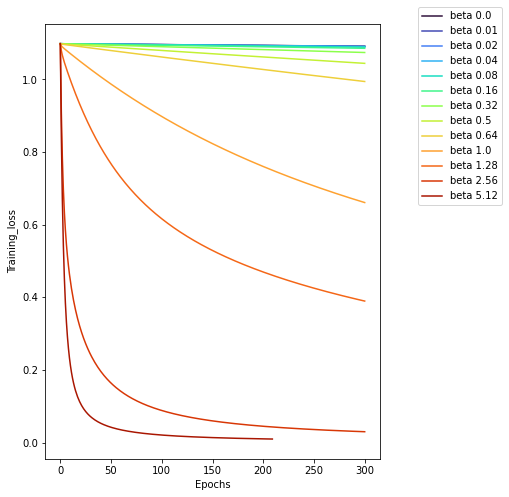 beta 0.0
beta 0.01
beta 0.02
beta 0.04
beta 0.08
beta 0.16
beta 0.32
beta 0.5
beta 0.64
beta 1.0
beta 1.28
beta 2.56
beta 5.12
1.0
0.8
0.6
0.4
0.2
0.0
Training_loss
0 50 100 150 200 250 300
Epochs